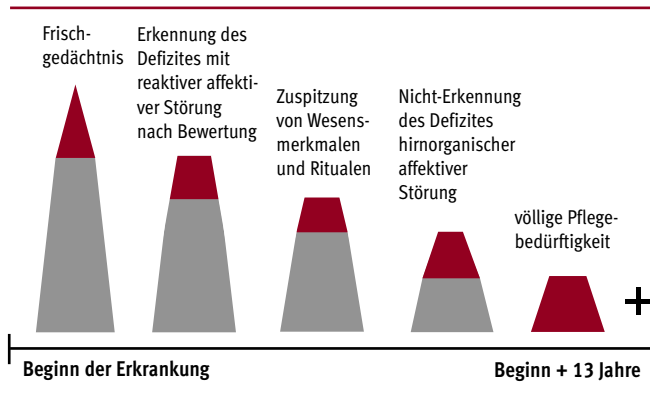 Frisch-
gedächtnis
Erkennung des
Defizites mit
reaktiver affekti-
ver Störung
nach Bewertung
Zuspitzung
von Wesens-
merkmalen
und Ritualen
Nicht-Erkennung
des Defizites
hirnorganischer
affektiver
Störung
völlige Pflege-
bedürftigkeit
+
Beginn der Erkrankung
Beginn + 13 Jahre